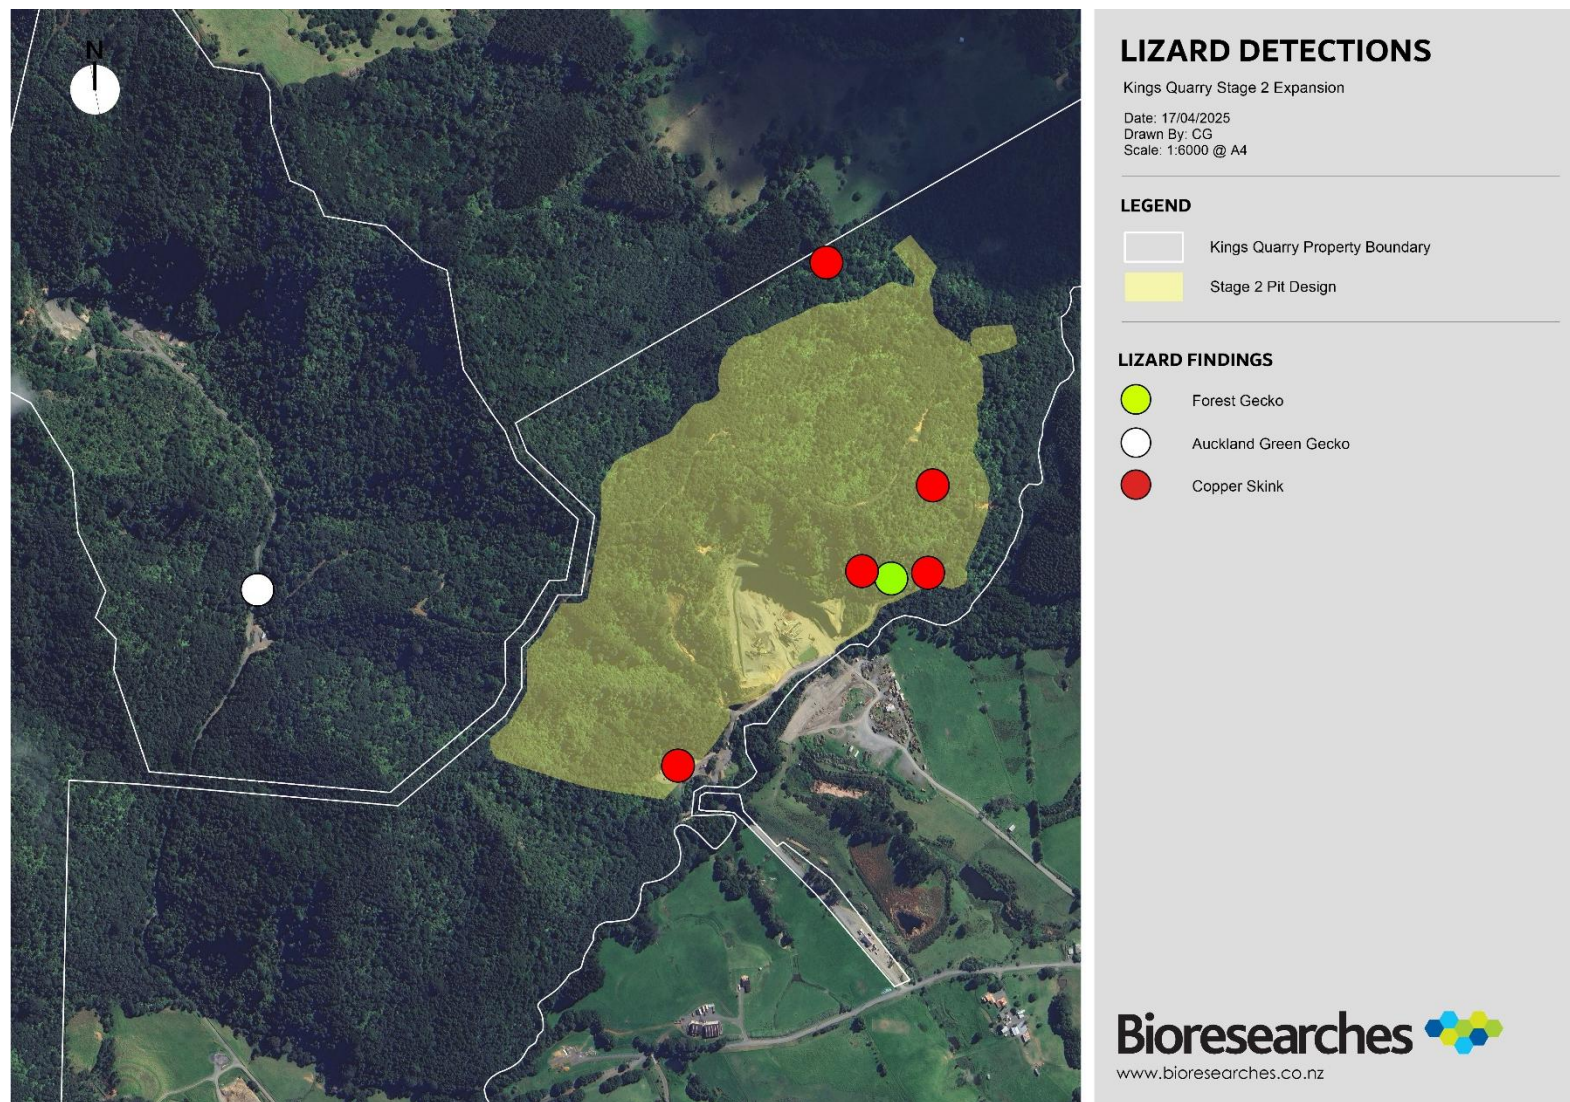 N
LIZARD DETECTIONS
Kings Quarry Stage 2 Expansion
Date: 17/04/2025
Drawn By: CG
Scale: 1:6000 @ A4
LEGEND
Kings Quarry Property Boundary
Stage 2 Pit Design
LIZARD FINDINGS
Forest Gecko
Auckland Green Gecko
Copper Skink
Bioresearches
www.bioresearches.co.nz